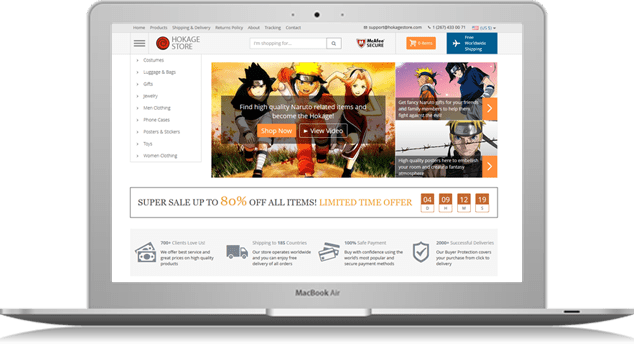 Home Products Shipping & Delivery Returns Policy About Tracking Contact
support@hokagestore.com 1 (267) 433 00 71 (US $)
HOKAGE
STORE
I'm shopping for...
McAfee
SECURE
0 items
Free
Worldwide
Shipping
Costumes
Luggage & Bags
Gifts
Jewelry
Men Clothing
Phone Cases
Posters & Stickers
Toys
Women Clothing
Find high quality Naruto related items and
become the Hokage!
Shop Now View Video
Get fancy Naruto gifts for your friends
and family members to help them
fight against the evil!
High quality posters here to embelish
your room and create a fantasy
atmosphere
SUPER SALE UP TO 80% OFF ALL ITEMS! LIMITED TIME OFFER
04 09 12 19
D H M S
700+ Clients Love Us!
We offer best service and
great prices on high quality
products
Shipping to 185 Countries
Our store operates worldwide
and you can enjoy free
delivery of all orders
100% Safe Payment
Buy with confidence using the
world's most popular and
secure payment methods
2000+ Successful Deliveries
Our Buyer Protection covers
your purchase from click to
delivery
MacBook Air